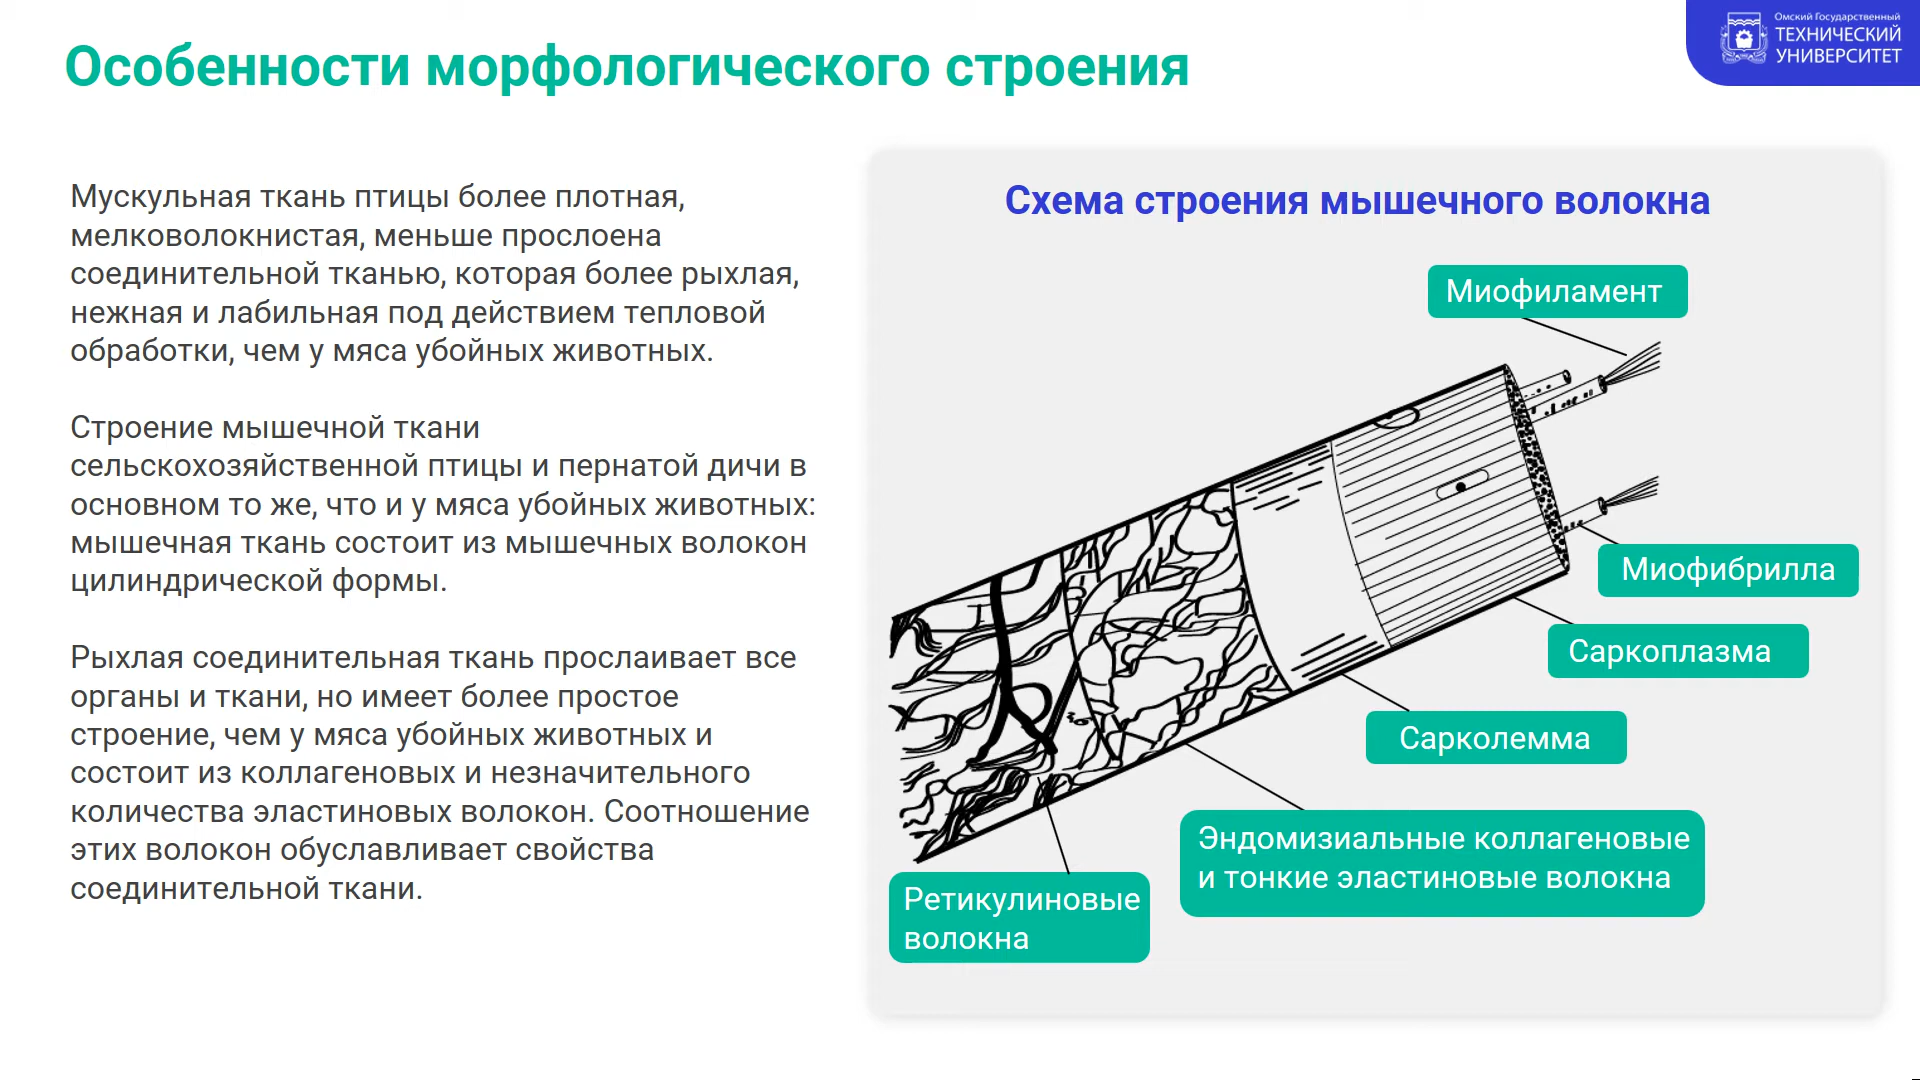 Особенности морфологического строения
Омский Государственный
ТЕХНИЧЕСКИЙ
УНИВЕРСИТЕТ
Мускульная ткань птицы более плотная,
мелковолокнистая, меньше прослоена
соединительной тканью, которая более рыхлая,
нежная и лабильная под действием тепловой
обработки, чем у мяса убойных животных.
Строение мышечной ткани
сельскохозяйственной птицы и пернатой дичи в
основном то же, что и у мяса убойных животных:
мышечная ткань состоит из мышечных волокон
цилиндрической формы.
Рыхлая соединительная ткань прослаивает все
органы и ткани, но имеет более простое
строение, чем у мяса убойных животных и
состоит из коллагеновых и незначительного
количества эластиновых волокон. Соотношение
этих волокон обуславливает свойства
соединительной ткани.
Схема строения мышечного волокна
Миофиламент
Миофибрилла
Саркоплазма
Сарколемма
Эндомизиальные коллагеновые
и тонкие эластиновые волокна
Ретикулиновые
волокна